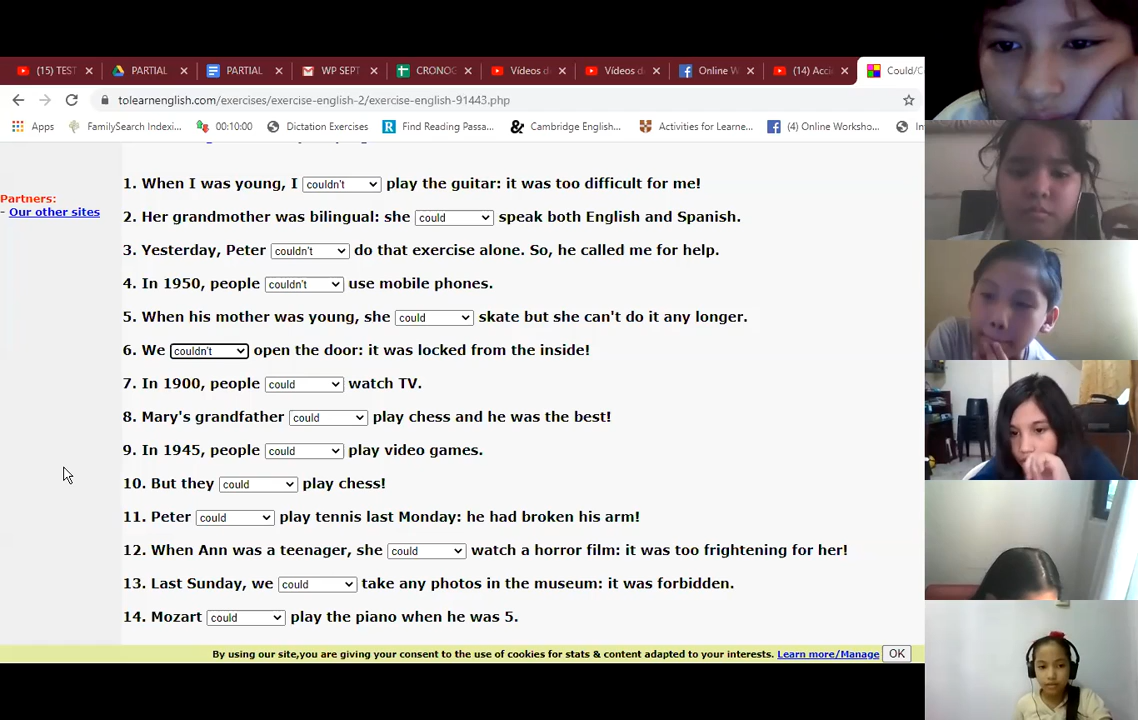 (15) TEST
PARTIAL
PARTIAL
WP SEPT
CRONOG
Vídeos d
Vídeos d
Online W
(14) Acci
Could/C
tolearnenglish.com/exercises/exercise-english-2/exercise-english-91443.php
Apps
FamilySearch Indexi...
00:10:00
Dictation Exercises
Find Reading Passa...
Cambridge English...
Activities for Learne...
(4) Online Worksho...
In
Partners:
- Our other sites
1. When I was young, I couldn't play the guitar: it was too difficult for me!
2. Her grandmother was bilingual: she could speak both English and Spanish.
3. Yesterday, Peter couldn't do that exercise alone. So, he called me for help.
4. In 1950, people couldn't use mobile phones.
5. When his mother was young, she could skate but she can't do it any longer.
6. We couldn't open the door: it was locked from the inside!
7. In 1900, people could watch TV.
8. Mary's grandfather could play chess and he was the best!
9. In 1945, people could play video games.
10. But they could play chess!
11. Peter could play tennis last Monday: he had broken his arm!
12. When Ann was a teenager, she could watch a horror film: it was too frightening for her!
13. Last Sunday, we could take any photos in the museum: it was forbidden.
14. Mozart could play the piano when he was 5.
By using our site,you are giving your consent to the use of cookies for stats & content adapted to your interests. Learn more/Manage OK